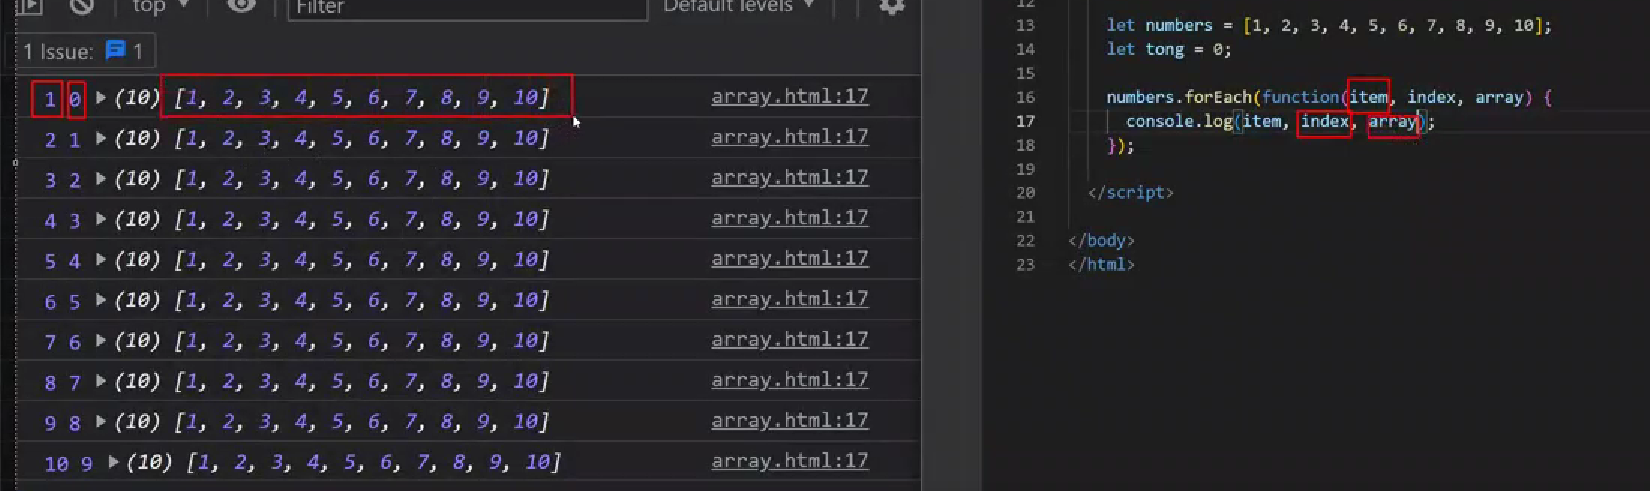 top ▼ Filter Default levels ▼
1 Issue: 1
1 0 ▶ (10) [1, 2, 3, 4, 5, 6, 7, 8, 9, 10] array.html:17
2 1 ▶ (10) [1, 2, 3, 4, 5, 6, 7, 8, 9, 10] array.html:17
3 2 ▶ (10) [1, 2, 3, 4, 5, 6, 7, 8, 9, 10] array.html:17
4 3 ▶ (10) [1, 2, 3, 4, 5, 6, 7, 8, 9, 10] array.html:17
5 4 ▶ (10) [1, 2, 3, 4, 5, 6, 7, 8, 9, 10] array.html:17
6 5 ▶ (10) [1, 2, 3, 4, 5, 6, 7, 8, 9, 10] array.html:17
7 6 ▶ (10) [1, 2, 3, 4, 5, 6, 7, 8, 9, 10] array.html:17
8 7 ▶ (10) [1, 2, 3, 4, 5, 6, 7, 8, 9, 10] array.html:17
9 8 ▶ (10) [1, 2, 3, 4, 5, 6, 7, 8, 9, 10] array.html:17
10 9 ▶ (10) [1, 2, 3, 4, 5, 6, 7, 8, 9, 10] array.html:17
12
13 let numbers = [1, 2, 3, 4, 5, 6, 7, 8, 9, 10];
14 let tong = 0;
15
16 numbers.forEach(function(item, index, array) {
17 console.log(item, index, array);
18 });
19
20 </script>
21
22 </body>
23 </html>